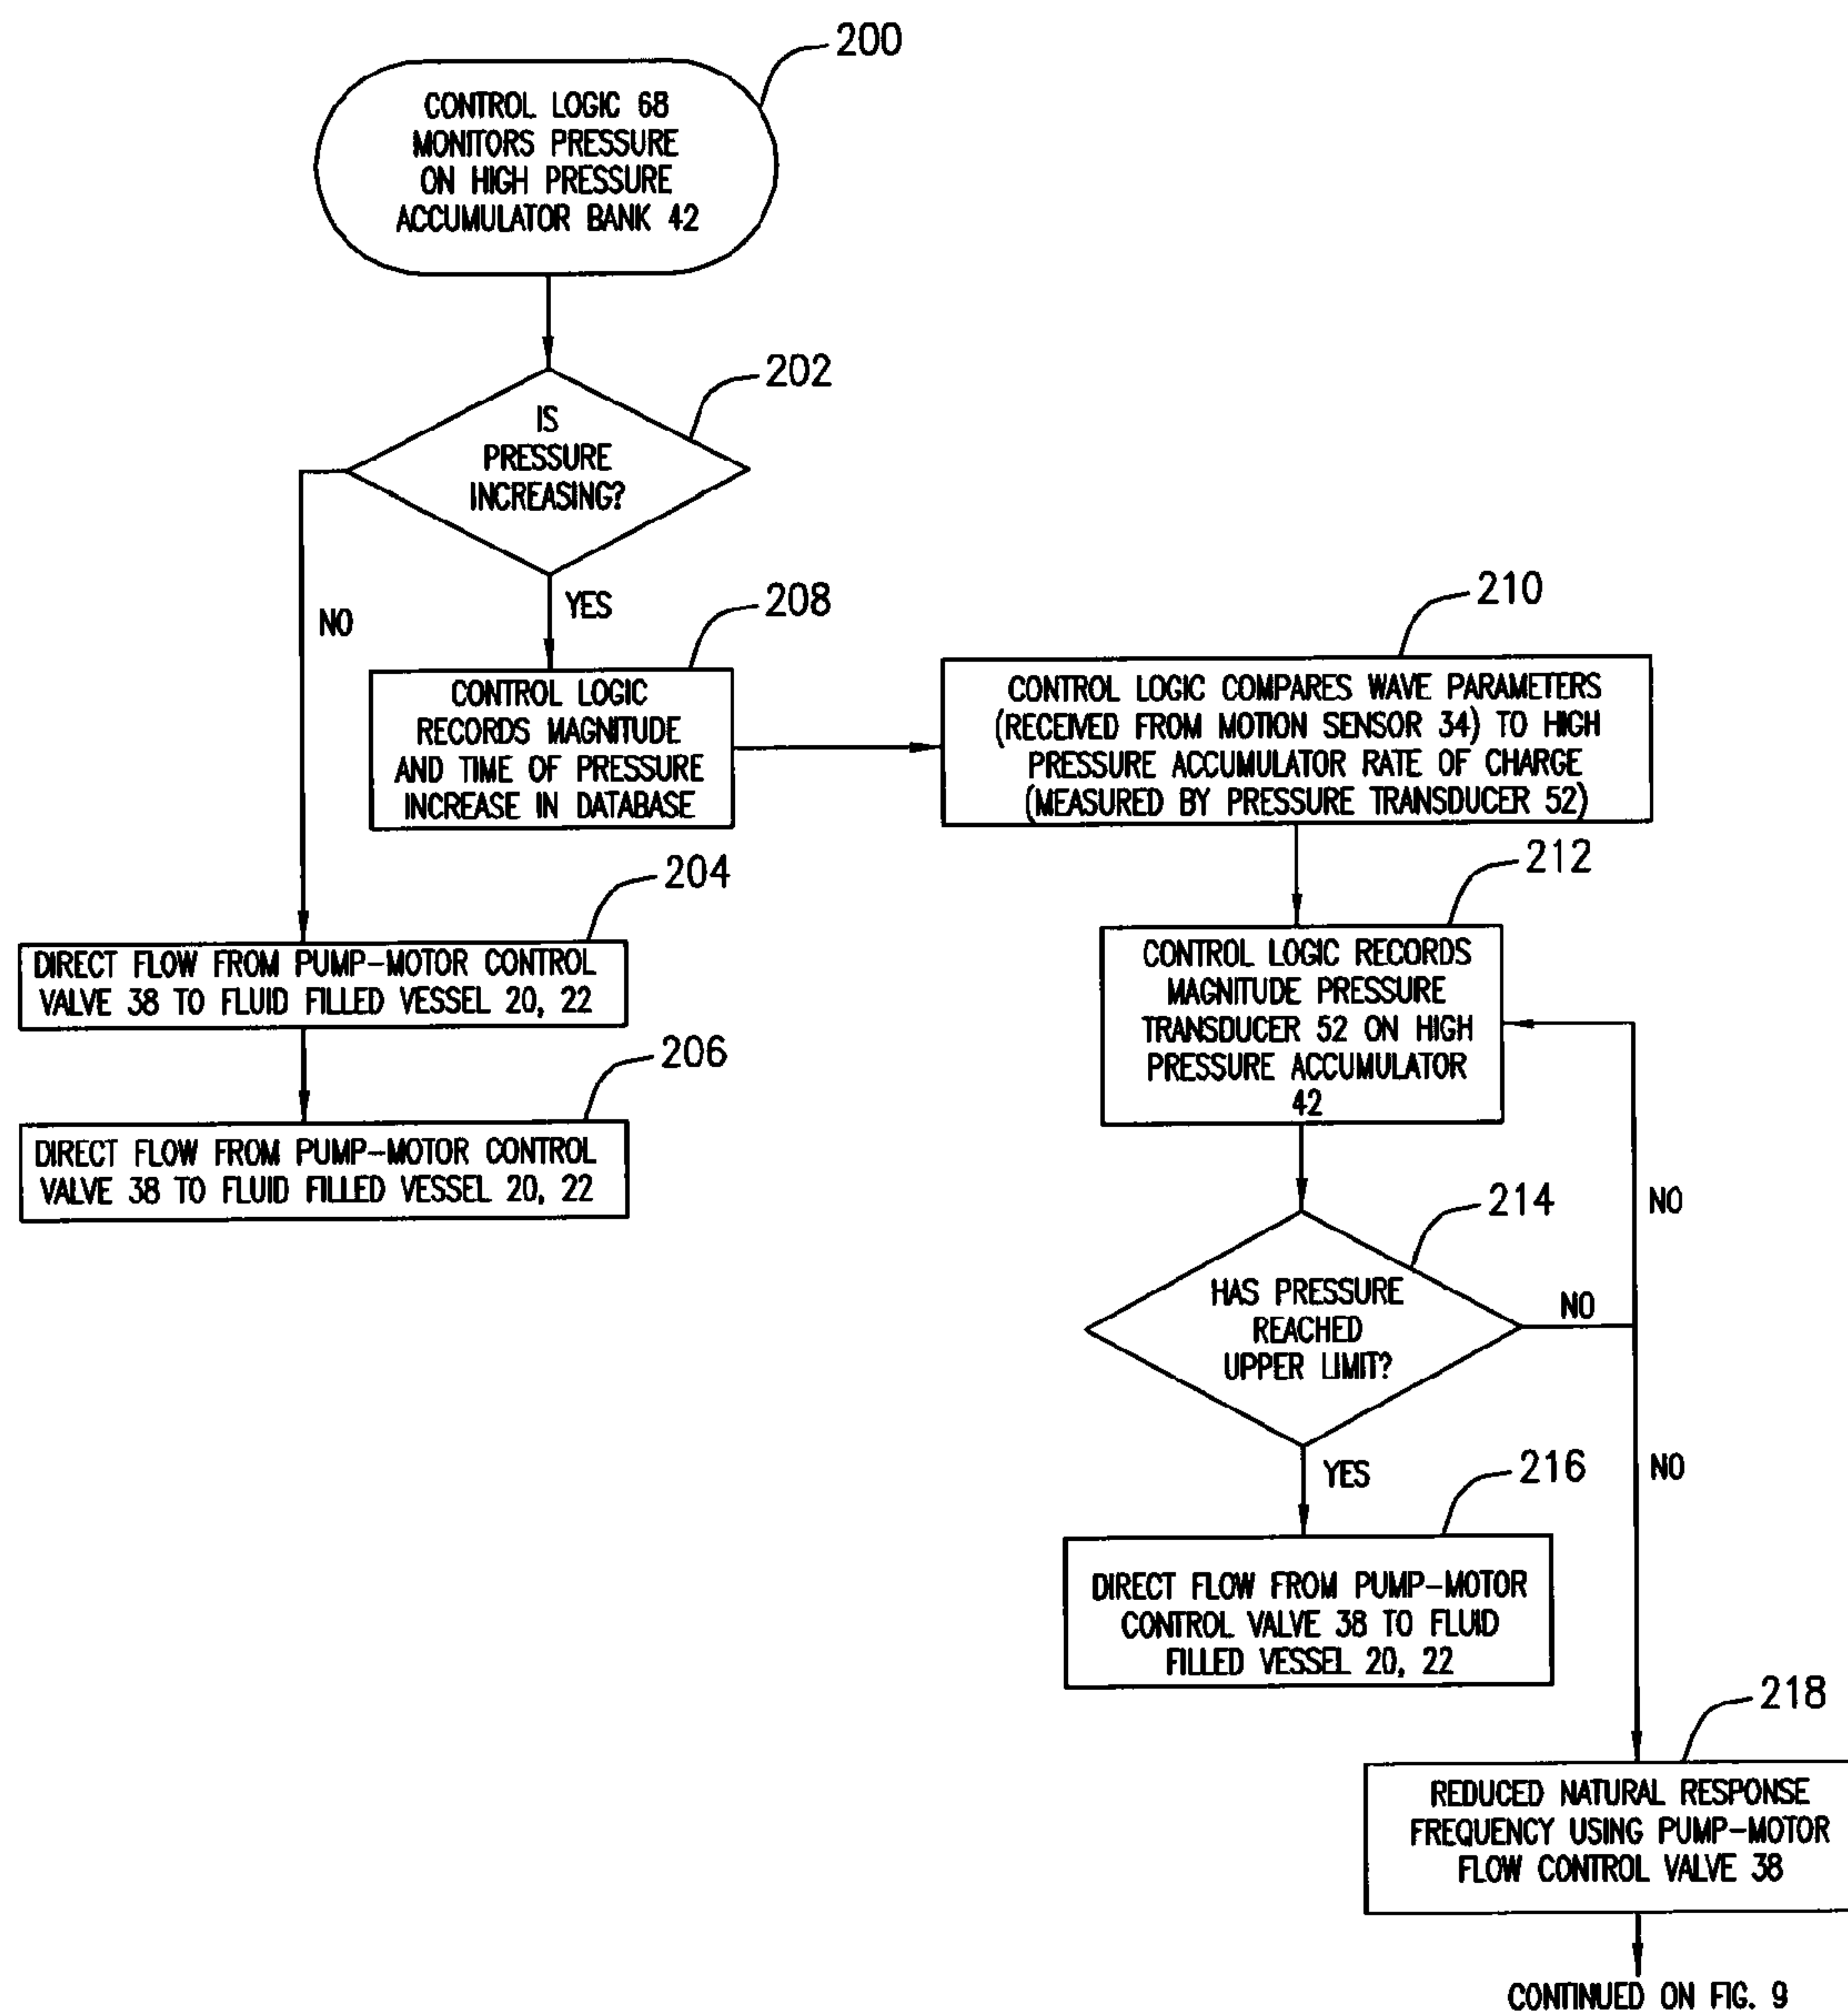 200
CONTROL LOGIC 68
MONITORS PRESSURE
ON HIGH PRESSURE
ACCUMULATOR BANK 42
202
IS
PRESSURE
INCREASING?
NO
YES
208
CONTROL LOGIC
RECORDS MAGNITUDE
AND TIME OF PRESSURE
INCREASE IN DATABASE
204
DIRECT FLOW FROM PUMP-MOTOR CONTROL
VALVE 38 TO FLUID FILLED VESSEL 20, 22
206
DIRECT FLOW FROM PUMP-MOTOR CONTROL
VALVE 38 TO FLUID FILLED VESSEL 20, 22
210
CONTROL LOGIC COMPARES WAVE PARAMETERS
(RECEIVED FROM MOTION SENSOR 34) TO HIGH
PRESSURE ACCUMULATOR RATE OF CHARGE
(MEASURED BY PRESSURE TRANSDUCER 52)
212
CONTROL LOGIC RECORDS
MAGNITUDE PRESSURE
TRANSDUCER 52 ON HIGH
PRESSURE ACCUMULATOR
42
214
HAS PRESSURE
REACHED
UPPER LIMIT?
NO
NO
NO
YES
216
DIRECT FLOW FROM PUMP-MOTOR
CONTROL VALVE 38 TO FLUID
FILLED VESSEL 20, 22
218
REDUCED NATURAL RESPONSE
FREQUENCY USING PUMP-MOTOR
FLOW CONTROL VALVE 38
CONTINUED ON FIG. 9